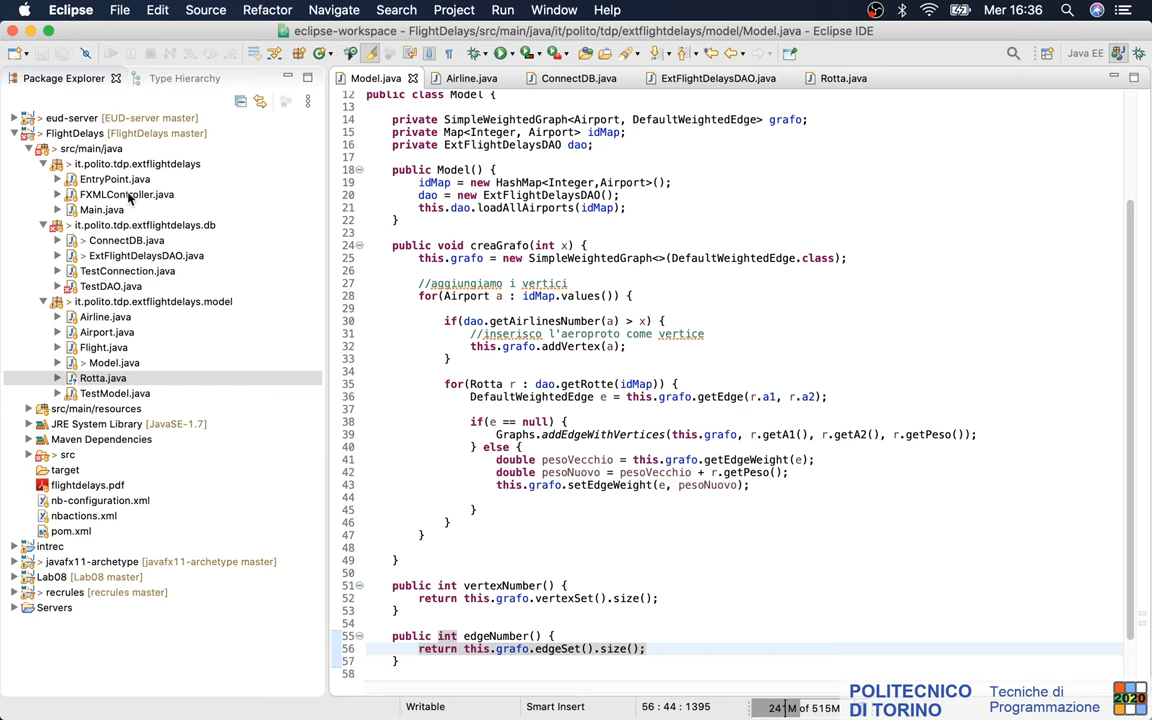 Eclipse File Edit Source Refactor Navigate Search Project Run Window Help Mer 16:36
eclipse-workspace - FlightDelays/src/main/java/it/polito/tdp/extflightdelays/model/Model.java - Eclipse IDE
Java EE
Package Explorer Type Hierarchy
Model.java Airline.java ConnectDB.java ExtFlightDelaysDAO.java Rotta.java
eud-server [EUD-server master]
FlightDelays [FlightDelays master]
> src/main/java
it.polito.tdp.extflightdelays
EntryPoint.java
FXMLController.java
Main.java
> it.polito.tdp.extflightdelays.db
> ConnectDB.java
> ExtFlightDelaysDAO.java
TestConnection.java
TestDAO.java
> it.polito.tdp.extflightdelays.model
Airline.java
Airport.java
Flight.java
> Model.java
Rotta.java
TestModel.java
src/main/resources
JRE System Library [JavaSE-1.7]
Maven Dependencies
> src
target
flightdelays.pdf
nb-configuration.xml
nbactions.xml
pom.xml
intrec
> javafx11-archetype [javafx11-archetype master]
Lab08 [Lab08 master]
> recrules [recrules master]
Servers
12 public class Model {
13
14 private SimpleWeightedGraph<Airport, DefaultWeightedEdge> grafo;
15 private Map<Integer, Airport> idMap;
16 private ExtFlightDelaysDAO dao;
17
18 public Model() {
19 idMap = new HashMap<Integer,Airport>();
20 dao = new ExtFlightDelaysDAO();
21 this.dao.loadAllAirports(idMap);
22 }
23
24 public void creaGrafo(int x) {
25 this.grafo = new SimpleWeightedGraph<>(DefaultWeightedEdge.class);
26
27 //aggiungiamo i vertici
28 for(Airport a : idMap.values()) {
29
30 if(dao.getAirlinesNumber(a) > x) {
31 //inserisco l'aeroproto come vertice
32 this.grafo.addVertex(a);
33 }
34
35 for(Rotta r : dao.getRotte(idMap)) {
36 DefaultWeightedEdge e = this.grafo.getEdge(r.a1, r.a2);
37
38 if(e == null) {
39 Graphs.addEdgeWithVertices(this.grafo, r.getA1(), r.getA2(), r.getPeso());
40 } else {
41 double pesoVecchio = this.grafo.getEdgeWeight(e);
42 double pesoNuovo = pesoVecchio + r.getPeso();
43 this.grafo.setEdgeWeight(e, pesoNuovo);
44
45 }
46 }
47 }
48
49 }
50
51 public int vertexNumber() {
52 return this.grafo.vertexSet().size();
53 }
54
55 public int edgeNumber() {
56 return this.grafo.edgeSet().size();
57 }
58
Writable Smart Insert 56 : 44 : 1395 241M of 515M
POLITECNICO
DI TORINO
Tecniche di
Programmazione
2020